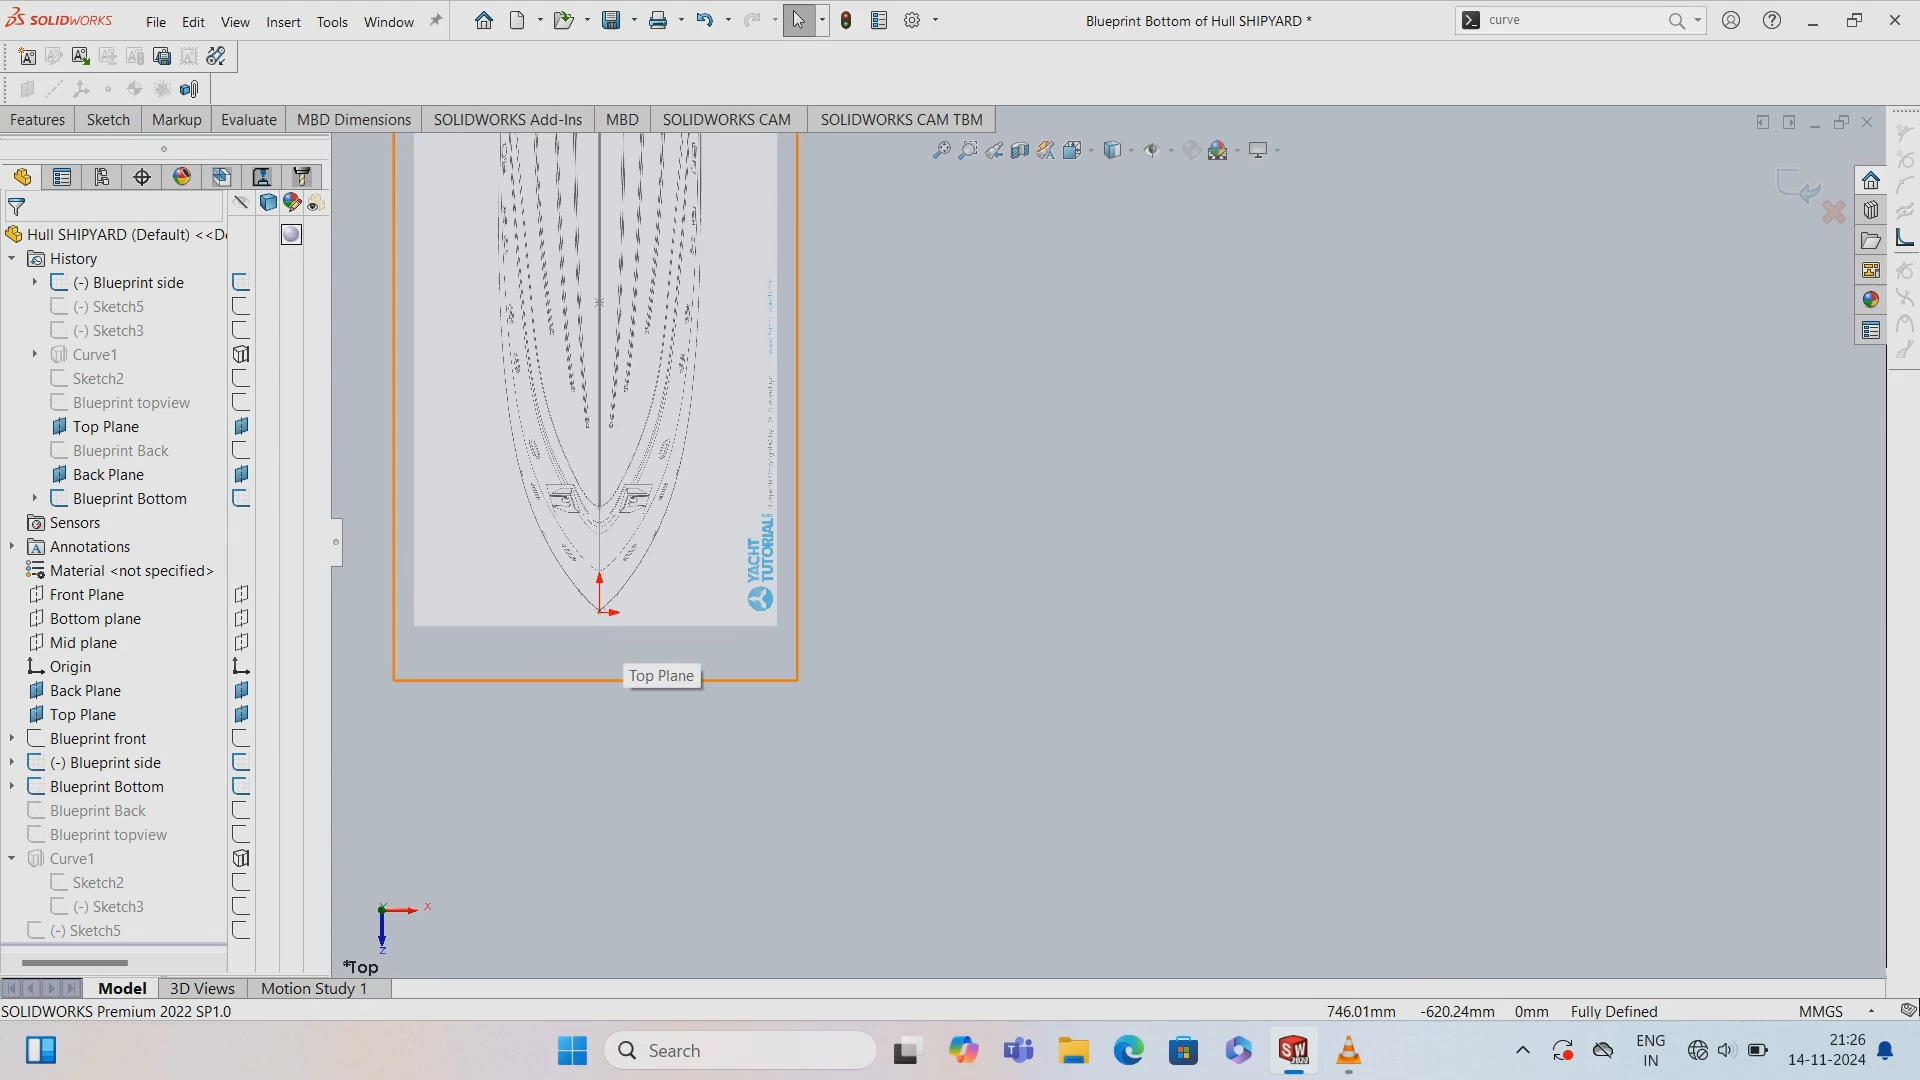 SOLIDWORKS
File Edit View Insert Tools Window
Blueprint Bottom of Hull SHIPYARD *
curve
Features Sketch Markup Evaluate MBD Dimensions SOLIDWORKS Add-Ins MBD SOLIDWORKS CAM SOLIDWORKS CAM TBM
Hull SHIPYARD (Default) <<De
History
(-) Blueprint side
(-) Sketch5
(-) Sketch3
Curve1
Sketch2
Blueprint topview
Top Plane
Blueprint Back
Back Plane
Blueprint Bottom
Sensors
Annotations
Material <not specified>
Front Plane
Bottom plane
Mid plane
Origin
Back Plane
Top Plane
Blueprint front
(-) Blueprint side
Blueprint Bottom
Blueprint Back
Blueprint topview
Curve1
Sketch2
(-) Sketch3
(-) Sketch5
YACHT
TUTORIAL
Top Plane
X
Y
Z
*Top
Model 3D Views Motion Study 1
SOLIDWORKS Premium 2022 SP1.0
746.01mm -620.24mm 0mm Fully Defined MMGS
Search
SW
2022
ENG
IN
21:26
14-11-2024